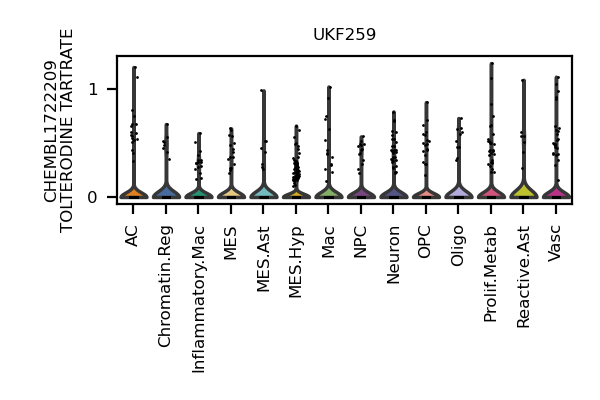 UKF259
CHEMBL1722209
TOLTERODINE TARTRATE
1
0
AC
Chromatin.Reg
Inflammatory.Mac
MES
MES.Ast
MES.Hyp
Mac
NPC
Neuron
OPC
Oligo
Prolif.Metab
Reactive.Ast
Vasc